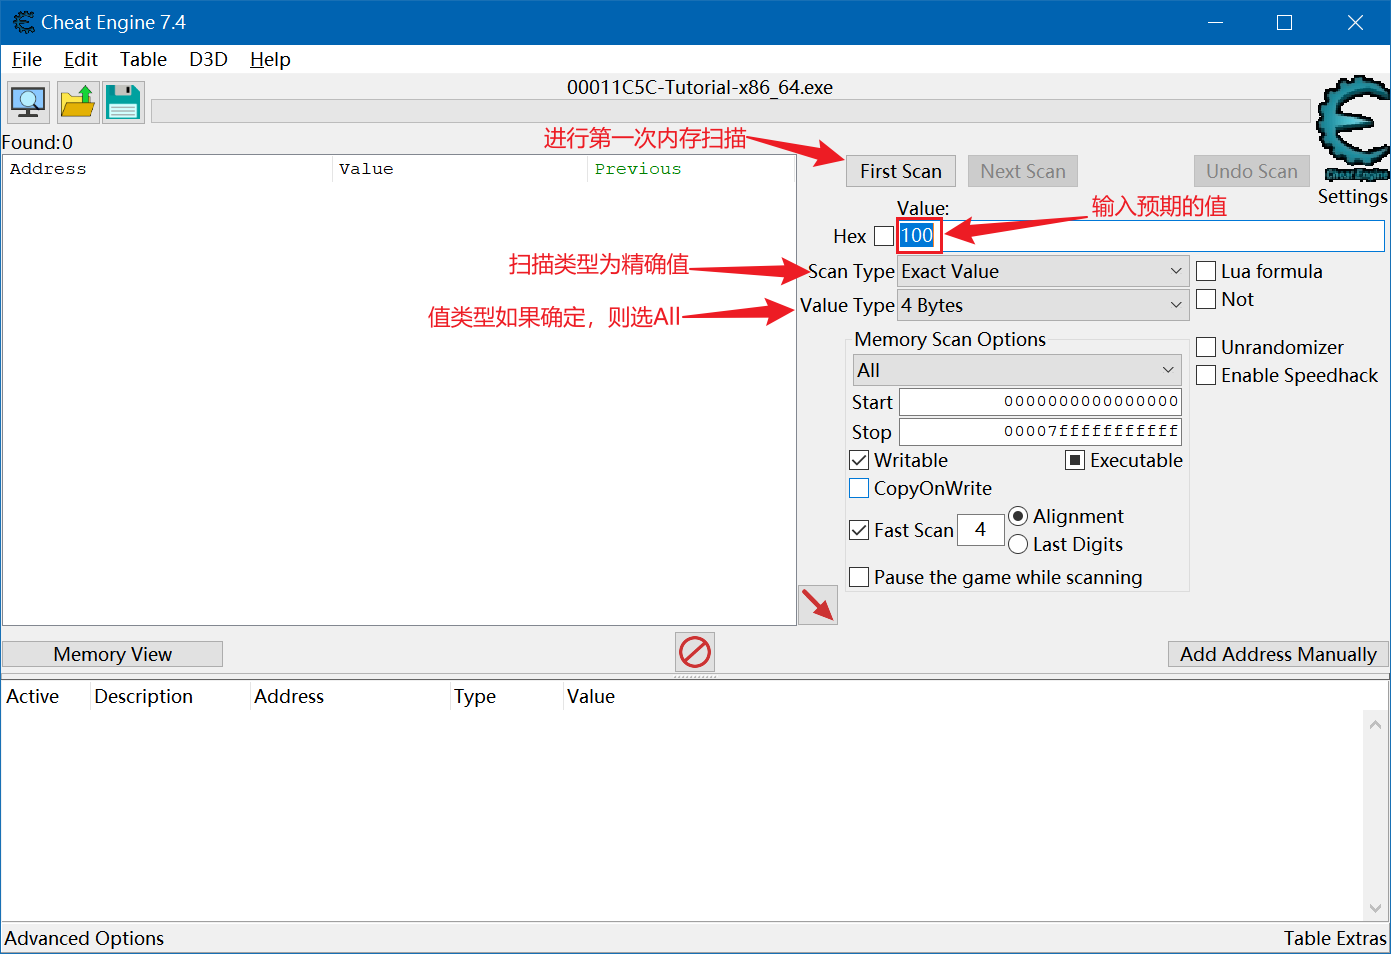 Cheat Engine 7.4
File Edit Table D3D Help
00011C5C-Tutorial-x86_64.exe
Found:0
进行第一次内存扫描
Address Value Previous
First Scan Next Scan Undo Scan
Cheat Engine
Settings
Value:
输入预期的值
Hex 100
扫描类型为精确值
Scan Type Exact Value
Lua formula
值类型如果确定，则选All
Value Type 4 Bytes
Not
Memory Scan Options
Unrandomizer
All
Enable Speedhack
Start 0000000000000000
Stop 00007fffffffffff
Writable Executable
CopyOnWrite
Fast Scan 4 Alignment
Last Digits
Pause the game while scanning
Memory View Add Address Manually
Active Description Address Type Value
Advanced Options Table Extras